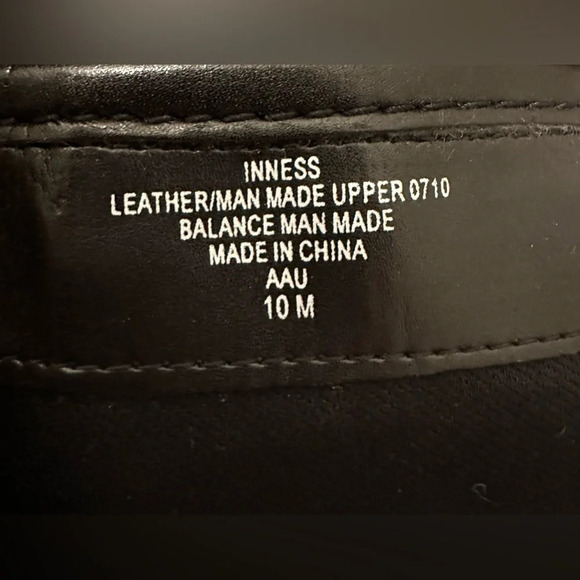 INNESS
LEATHER/MAN MADE UPPER 0710
BALANCE MAN MADE
MADE IN CHINA
AAU
10 M